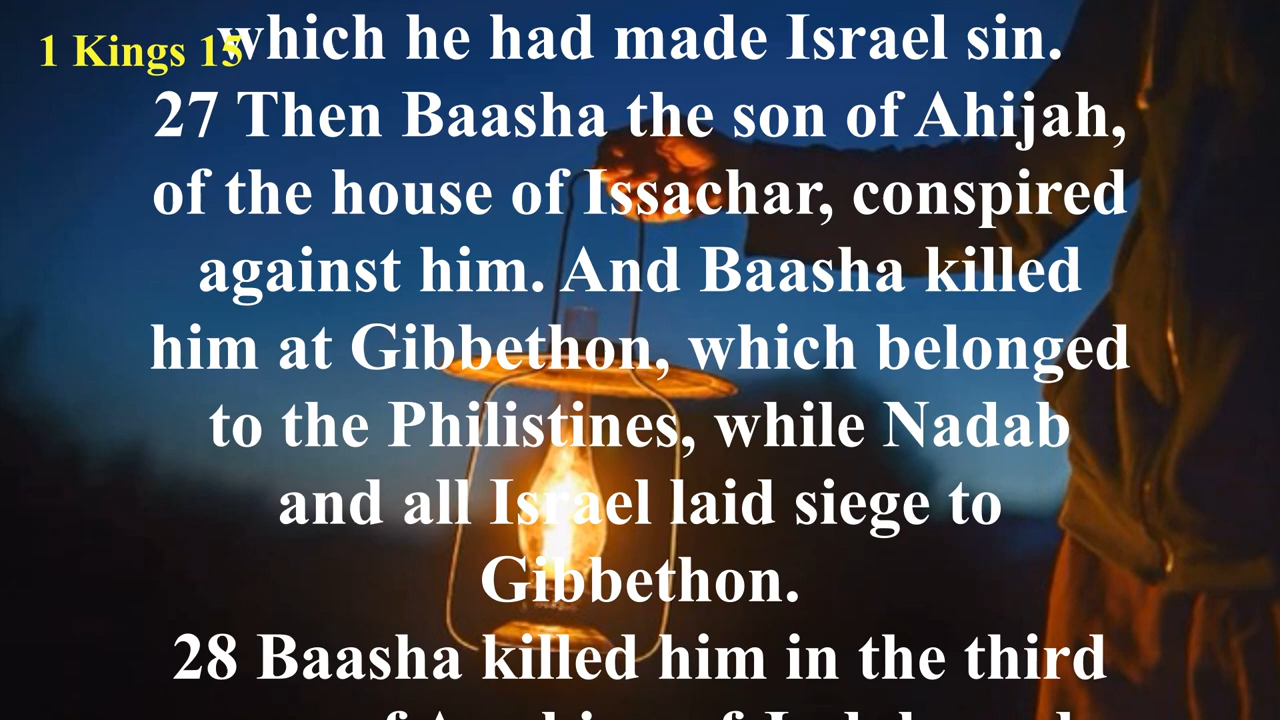 1 Kings 15
which he had made Israel sin.
27 Then Baasha the son of Ahijah,
of the house of Issachar, conspired
against him. And Baasha killed
him at Gibbethon, which belonged
to the Philistines, while Nadab
and all Israel laid siege to
Gibbethon.
28 Baasha killed him in the third